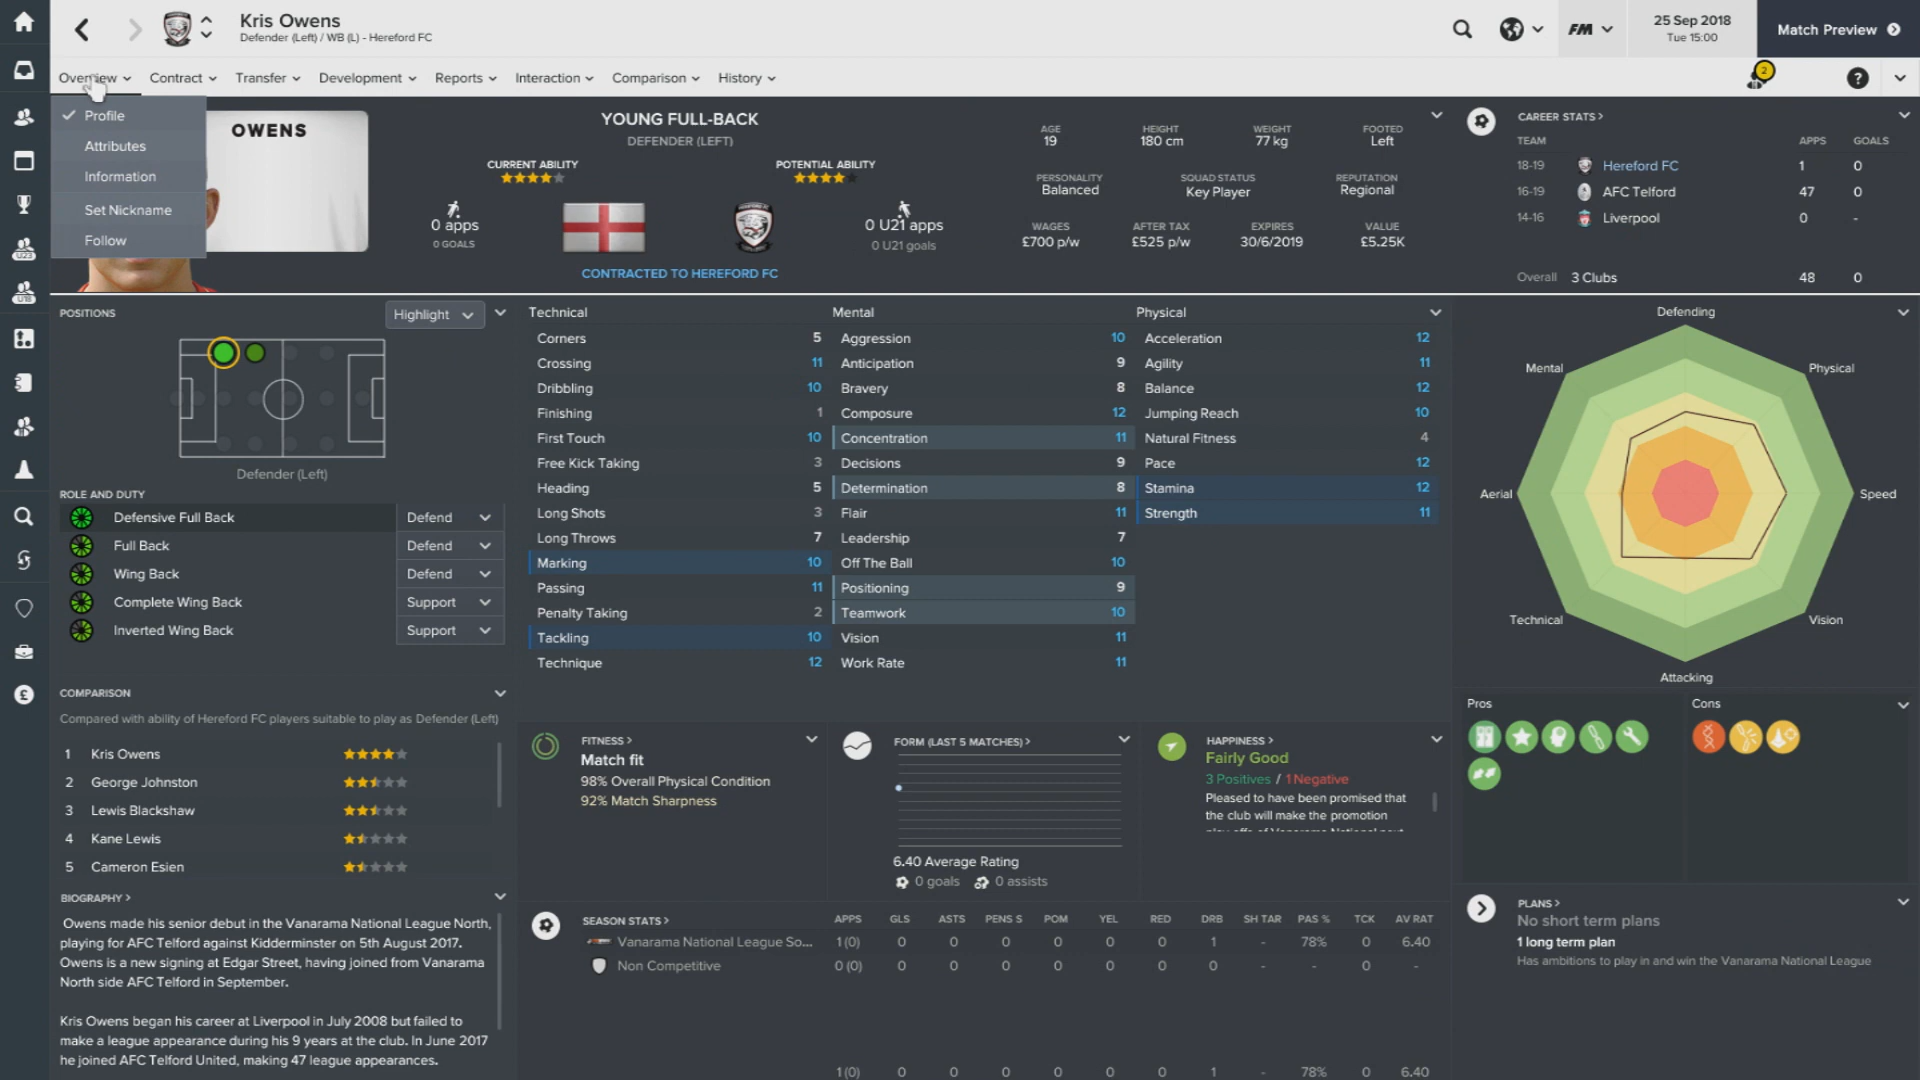 Kris Owens
Defender (Left) / WB (L) - Hereford FC
FM
25 Sep 2018
Tue 15:00
Match Preview
Overview
Contract
Transfer
Development
Reports
Interaction
Comparison
History
2
?
Profile
Attributes
Information
Set Nickname
Follow
OWENS
YOUNG FULL-BACK
DEFENDER (LEFT)
CURRENT ABILITY
POTENTIAL ABILITY
0 apps
0 GOALS
0 U21 apps
0 U21 goals
CONTRACTED TO HEREFORD FC
AGE
19
HEIGHT
180 cm
WEIGHT
77 kg
FOOTED
Left
PERSONALITY
Balanced
SQUAD STATUS
Key Player
REPUTATION
Regional
WAGES
£700 p/w
AFTER TAX
£525 p/w
EXPIRES
30/6/2019
VALUE
£5.25K
CAREER STATS >
TEAM APPS GOALS
18-19 Hereford FC 1 0
16-19 AFC Telford 47 0
14-16 Liverpool 0 -
Overall 3 Clubs 48 0
U23
U18
POSITIONS
Highlight
Defender (Left)
ROLE AND DUTY
Defensive Full Back Defend
Full Back Defend
Wing Back Defend
Complete Wing Back Support
Inverted Wing Back Support
COMPARISON
Compared with ability of Hereford FC players suitable to play as Defender (Left)
1 Kris Owens
2 George Johnston
3 Lewis Blackshaw
4 Kane Lewis
5 Cameron Esien
BIOGRAPHY >
Owens made his senior debut in the Vanarama National League North,
playing for AFC Telford against Kidderminster on 5th August 2017.
Owens is a new signing at Edgar Street, having joined from Vanarama
North side AFC Telford in September.
Kris Owens began his career at Liverpool in July 2008 but failed to
make a league appearance during his 9 years at the club. In June 2017
he joined AFC Telford United, making 47 league appearances.
Technical
Corners 5
Crossing 11
Dribbling 10
Finishing 1
First Touch 10
Free Kick Taking 3
Heading 5
Long Shots 3
Long Throws 7
Marking 10
Passing 11
Penalty Taking 2
Tackling 10
Technique 12
Mental
Aggression 10
Anticipation 9
Bravery 8
Composure 12
Concentration 11
Decisions 9
Determination 8
Flair 11
Leadership 7
Off The Ball 10
Positioning 9
Teamwork 10
Vision 11
Work Rate 11
Physical
Acceleration 12
Agility 11
Balance 12
Jumping Reach 10
Natural Fitness 4
Pace 12
Stamina 12
Strength 11
Defending
Physical
Speed
Vision
Attacking
Technical
Aerial
Mental
Pros
Cons
FITNESS >
Match fit
98% Overall Physical Condition
92% Match Sharpness
FORM (LAST 5 MATCHES) >
6.40 Average Rating
0 goals 0 assists
HAPPINESS >
Fairly Good
3 Positives / 1 Negative
Pleased to have been promised that
the club will make the promotion
play-offs of Vanarama National next
SEASON STATS > APPS GLS ASTS PENS S POM YEL RED DRB SH TAR PAS % TCK AV RAT
Vanarama National League So... 1 (0) 0 0 0 0 0 0 1 - 78% 0 6.40
Non Competitive 0 (0) 0 0 0 0 0 0 0 - - 0 -
1 (0) 0 0 0 0 0 0 1 - 78% 0 6.40
PLANS >
No short term plans
1 long term plan
Has ambitions to play in and win the Vanarama National League